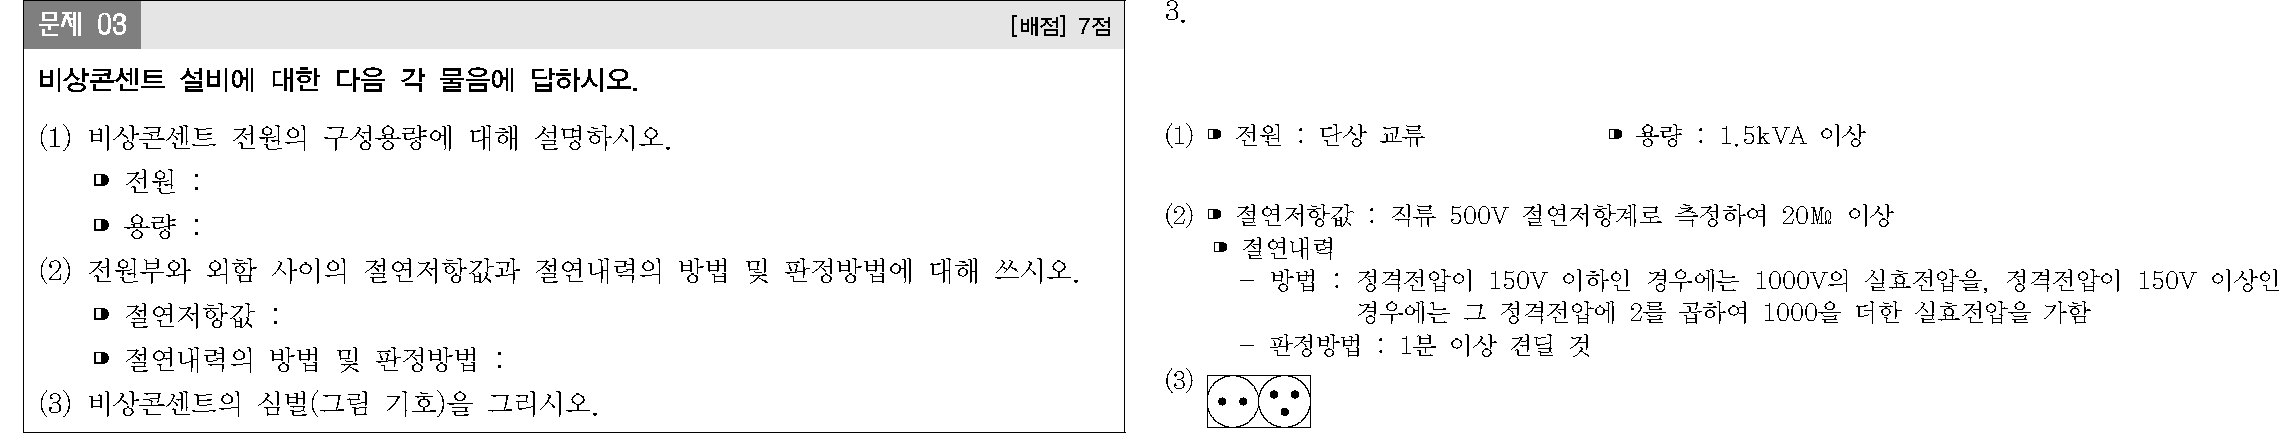 문제 03
[배점] 7점
비상콘센트 설비에 대한 다음 각 물음에 답하시오.
(1) 비상콘센트 전원의 구성용량에 대해 설명하시오.
전원 :
용량 :
(2) 전원부와 외함 사이의 절연저항값과 절연내력의 방법 및 판정방법에 대해 쓰시오.
절연저항값 :
절연내력의 방법 및 판정방법 :
(3) 비상콘센트의 심벌(그림 기호)을 그리시오.
3.
(1) 전원 : 단상 교류 용량 : 1.5kVA 이상
(2) 절연저항값 : 직류 500V 절연저항계로 측정하여 20MΩ 이상
절연내력
- 방법 : 정격전압이 150V 이하인 경우에는 1000V의 실효전압을, 정격전압이 150V 이상인
경우에는 그 정격전압에 2를 곱하여 1000을 더한 실효전압을 가함
- 판정방법 : 1분 이상 견딜 것
(3)